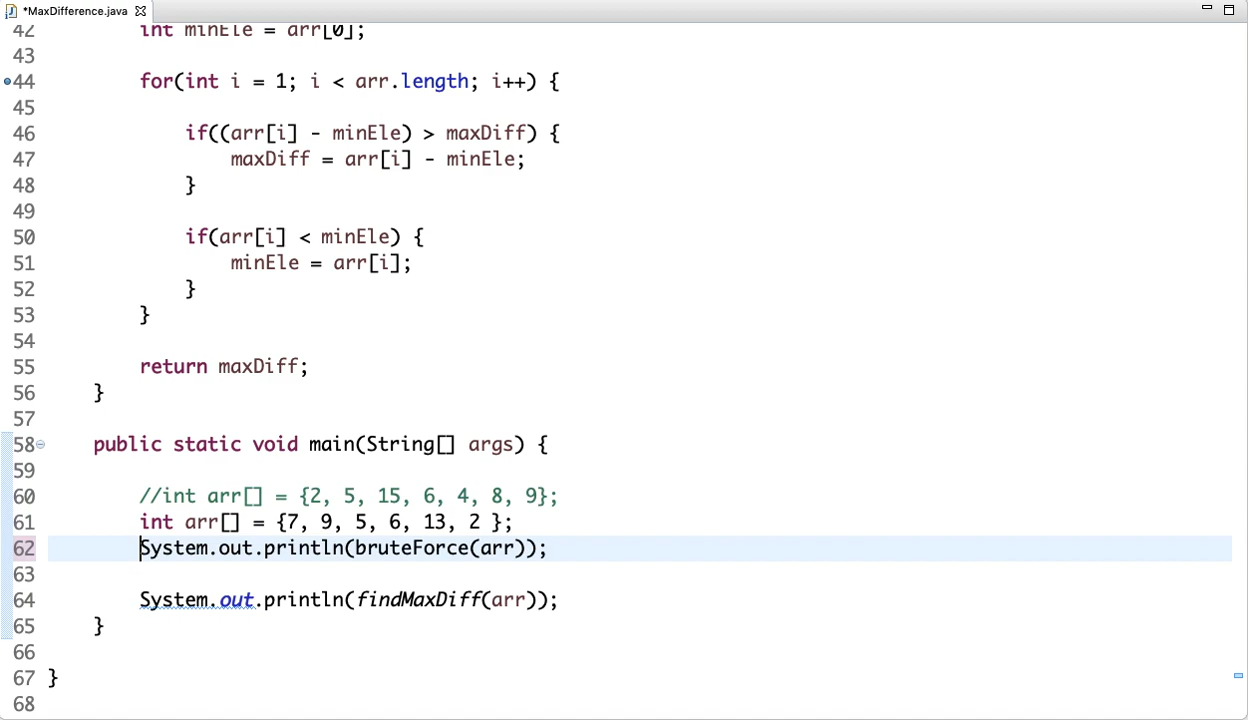 *MaxDifference.java
42 int minEle = arr[0];
43
44 for(int i = 1; i < arr.length; i++) {
45
46 if((arr[i] - minEle) > maxDiff) {
47 maxDiff = arr[i] - minEle;
48 }
49
50 if(arr[i] < minEle) {
51 minEle = arr[i];
52 }
53 }
54
55 return maxDiff;
56 }
57
58 public static void main(String[] args) {
59
60 //int arr[] = {2, 5, 15, 6, 4, 8, 9};
61 int arr[] = {7, 9, 5, 6, 13, 2 };
62 System.out.println(bruteForce(arr));
63
64 System.out.println(findMaxDiff(arr));
65 }
66
67 }
68